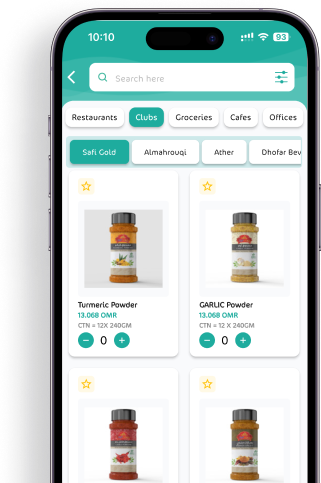 10:10
93
Search here
Restaurants Clubs Groceries Cafes Offices
Safi Gold Almahrouqi Ather Dhofar Bev
Turmeric Powder GARLIC Powder
13.068 OMR 13.068 OMR
CTN = 12X 240GM CTN = 12 X 240GM
0 0